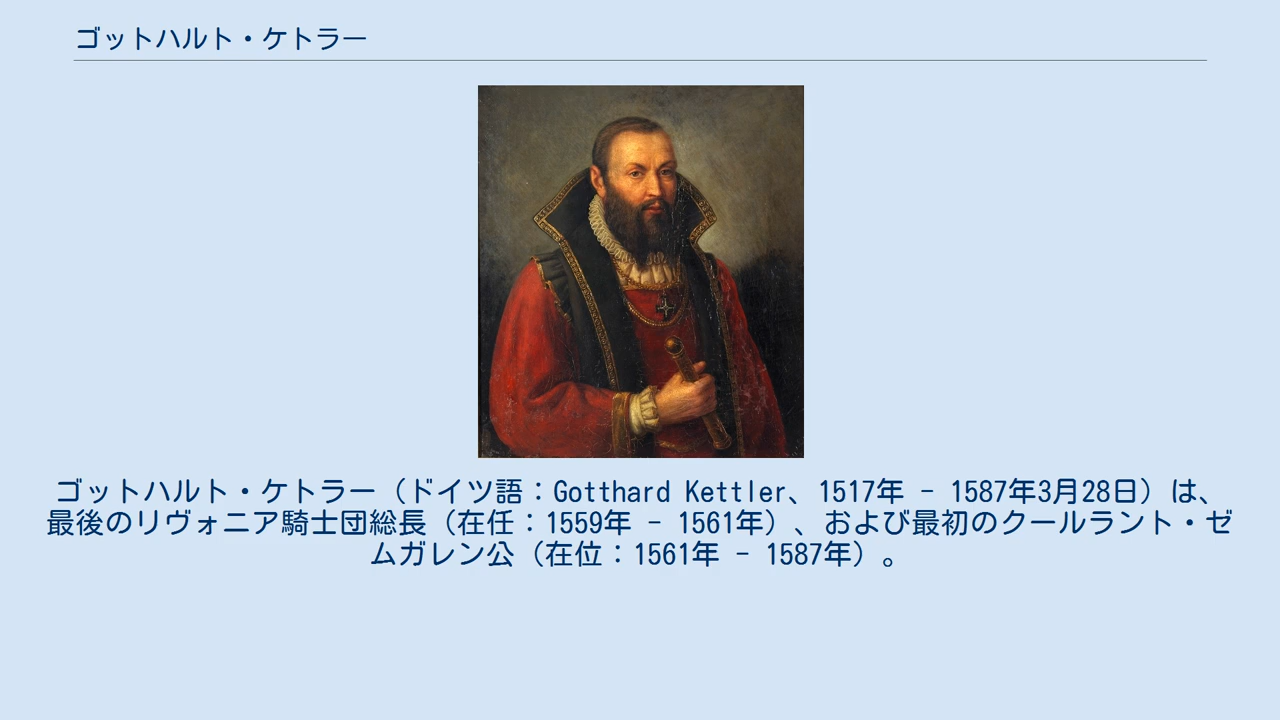 ゴットハルト・ケトラー
ゴットハルト・ケトラー（ドイツ語：Gotthard Kettler、1517年 - 1587年3月28日）は、
最後のリヴォニア騎士団総長（在任：1559年 - 1561年）、および最初のクールラント・ゼ
ムガレン公（在位：1561年 - 1587年）。